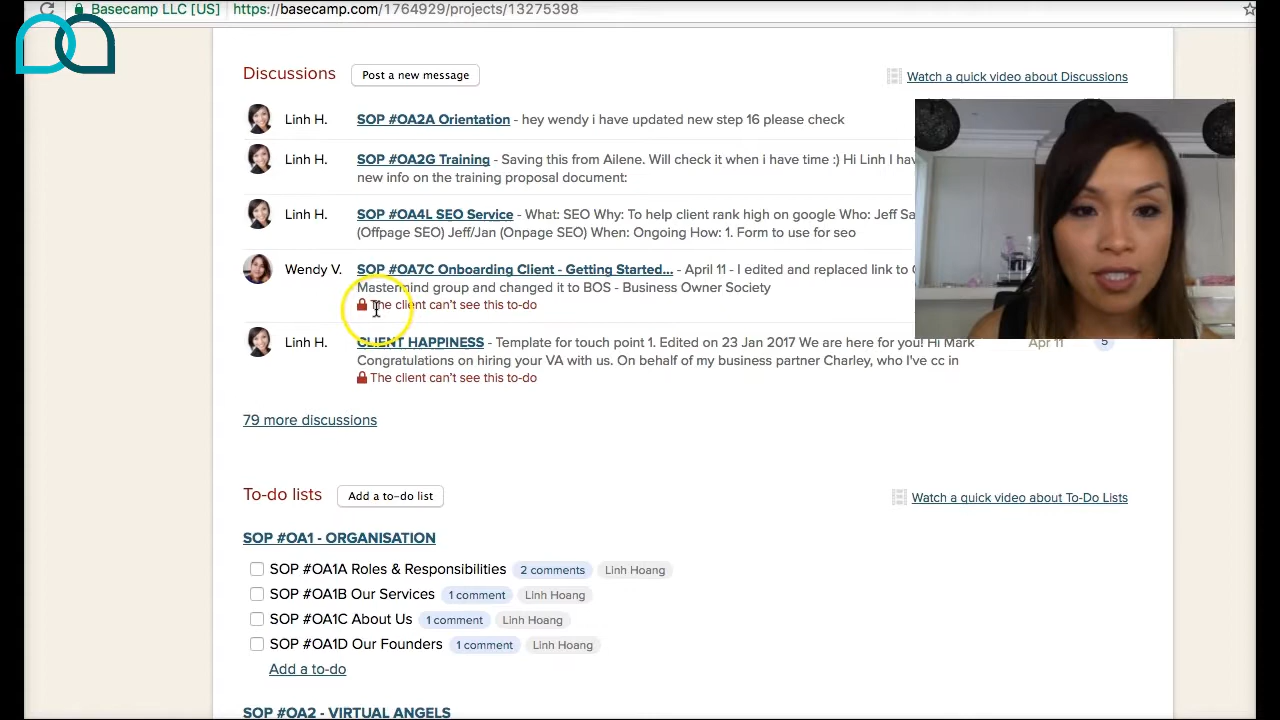 Basecamp LLC [US]
https://basecamp.com/1764929/projects/13275398
Discussions
Post a new message
Watch a quick video about Discussions
Linh H.
SOP #OA2A Orientation - hey wendy i have updated new step 16 please check
Linh H.
SOP #OA2G Training - Saving this from Ailene. Will check it when i have time :) Hi Linh I hav
new info on the training proposal document:
Linh H.
SOP #OA4L SEO Service - What: SEO Why: To help client rank high on google Who: Jeff Sa
(Offpage SEO) Jeff/Jan (Onpage SEO) When: Ongoing How: 1. Form to use for seo
Wendy V.
SOP #OA7C Onboarding Client - Getting Started... - April 11 - I edited and replaced link to
Mastermind group and changed it to BOS - Business Owner Society
The client can't see this to-do
Linh H.
CLIENT HAPPINESS - Template for touch point 1. Edited on 23 Jan 2017 We are here for you! Hi Mark
Apr 11
5
Congratulations on hiring your VA with us. On behalf of my business partner Charley, who I've cc in
The client can't see this to-do
79 more discussions
To-do lists
Add a to-do list
Watch a quick video about To-Do Lists
SOP #OA1 - ORGANISATION
SOP #OA1A Roles & Responsibilities 2 comments Linh Hoang
SOP #OA1B Our Services 1 comment Linh Hoang
SOP #OA1C About Us 1 comment Linh Hoang
SOP #OA1D Our Founders 1 comment Linh Hoang
Add a to-do
SOP #OA2 - VIRTUAL ANGELS